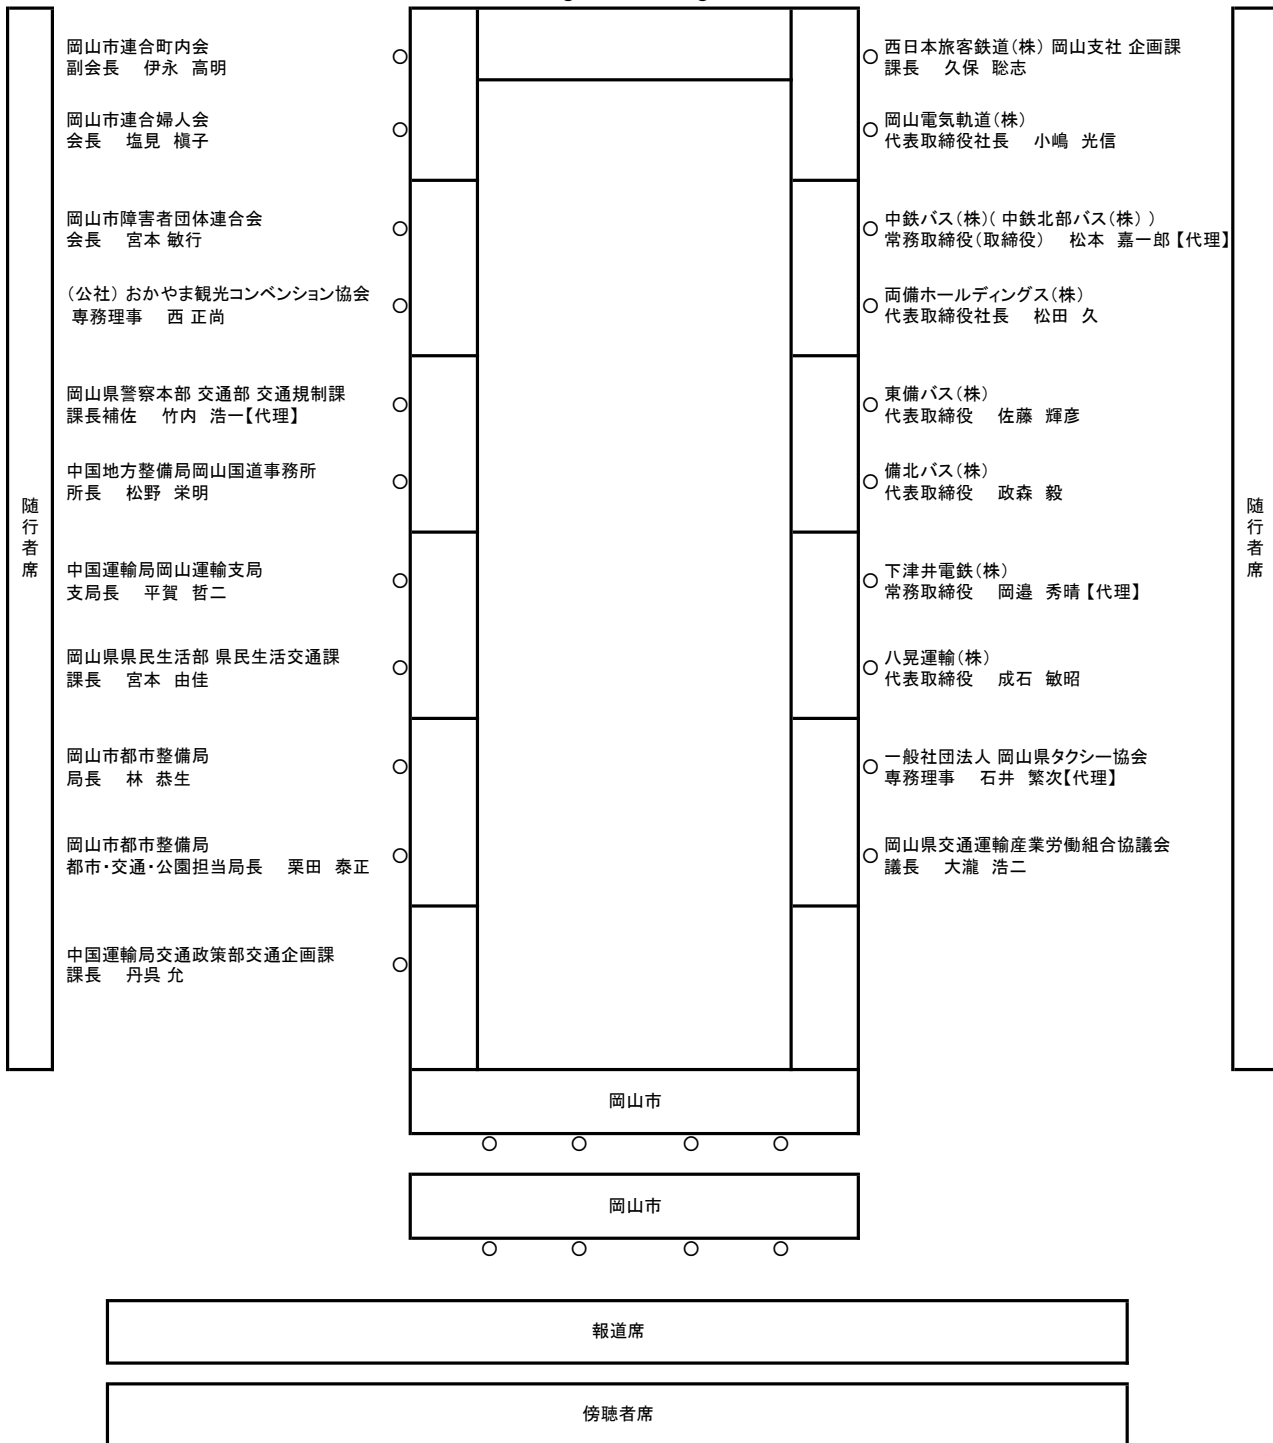 岡山市連合町内会
副会長 伊永 高明
岡山市連合婦人会
会長 塩見 槇子
岡山市障害者団体連合会
会長 宮本 敏行
（公社）おかやま観光コンベンション協会
専務理事 西 正尚
岡山県警察本部 交通部 交通規制課
課長補佐 竹内 浩一【代理】
中国地方整備局岡山国道事務所
所長 松野 栄明
中国運輸局岡山運輸支局
支局長 平賀 哲二
岡山県県民生活部 県民生活交通課
課長 宮本 由佳
岡山市都市整備局
局長 林 恭生
岡山市都市整備局
都市・交通・公園担当局長 栗田 泰正
中国運輸局交通政策部交通企画課
課長 丹呉 允
西日本旅客鉄道（株） 岡山支社 企画課
課長 久保 聡志
岡山電気軌道（株）
代表取締役社長 小嶋 光信
中鉄バス（株）（ 中鉄北部バス（株） ）
常務取締役（取締役） 松本 嘉一郎【代理】
両備ホールディングス（株）
代表取締役社長 松田 久
東備バス（株）
代表取締役 佐藤 輝彦
備北バス（株）
代表取締役 政森 毅
下津井電鉄（株）
常務取締役 岡邉 秀晴【代理】
八晃運輸（株）
代表取締役 成石 敏昭
一般社団法人 岡山県タクシー協会
専務理事 石井 繁次【代理】
岡山県交通運輸産業労働組合協議会
議長 大瀧 浩二
随行者席
随行者席
岡山市
岡山市
報道席
傍聴者席